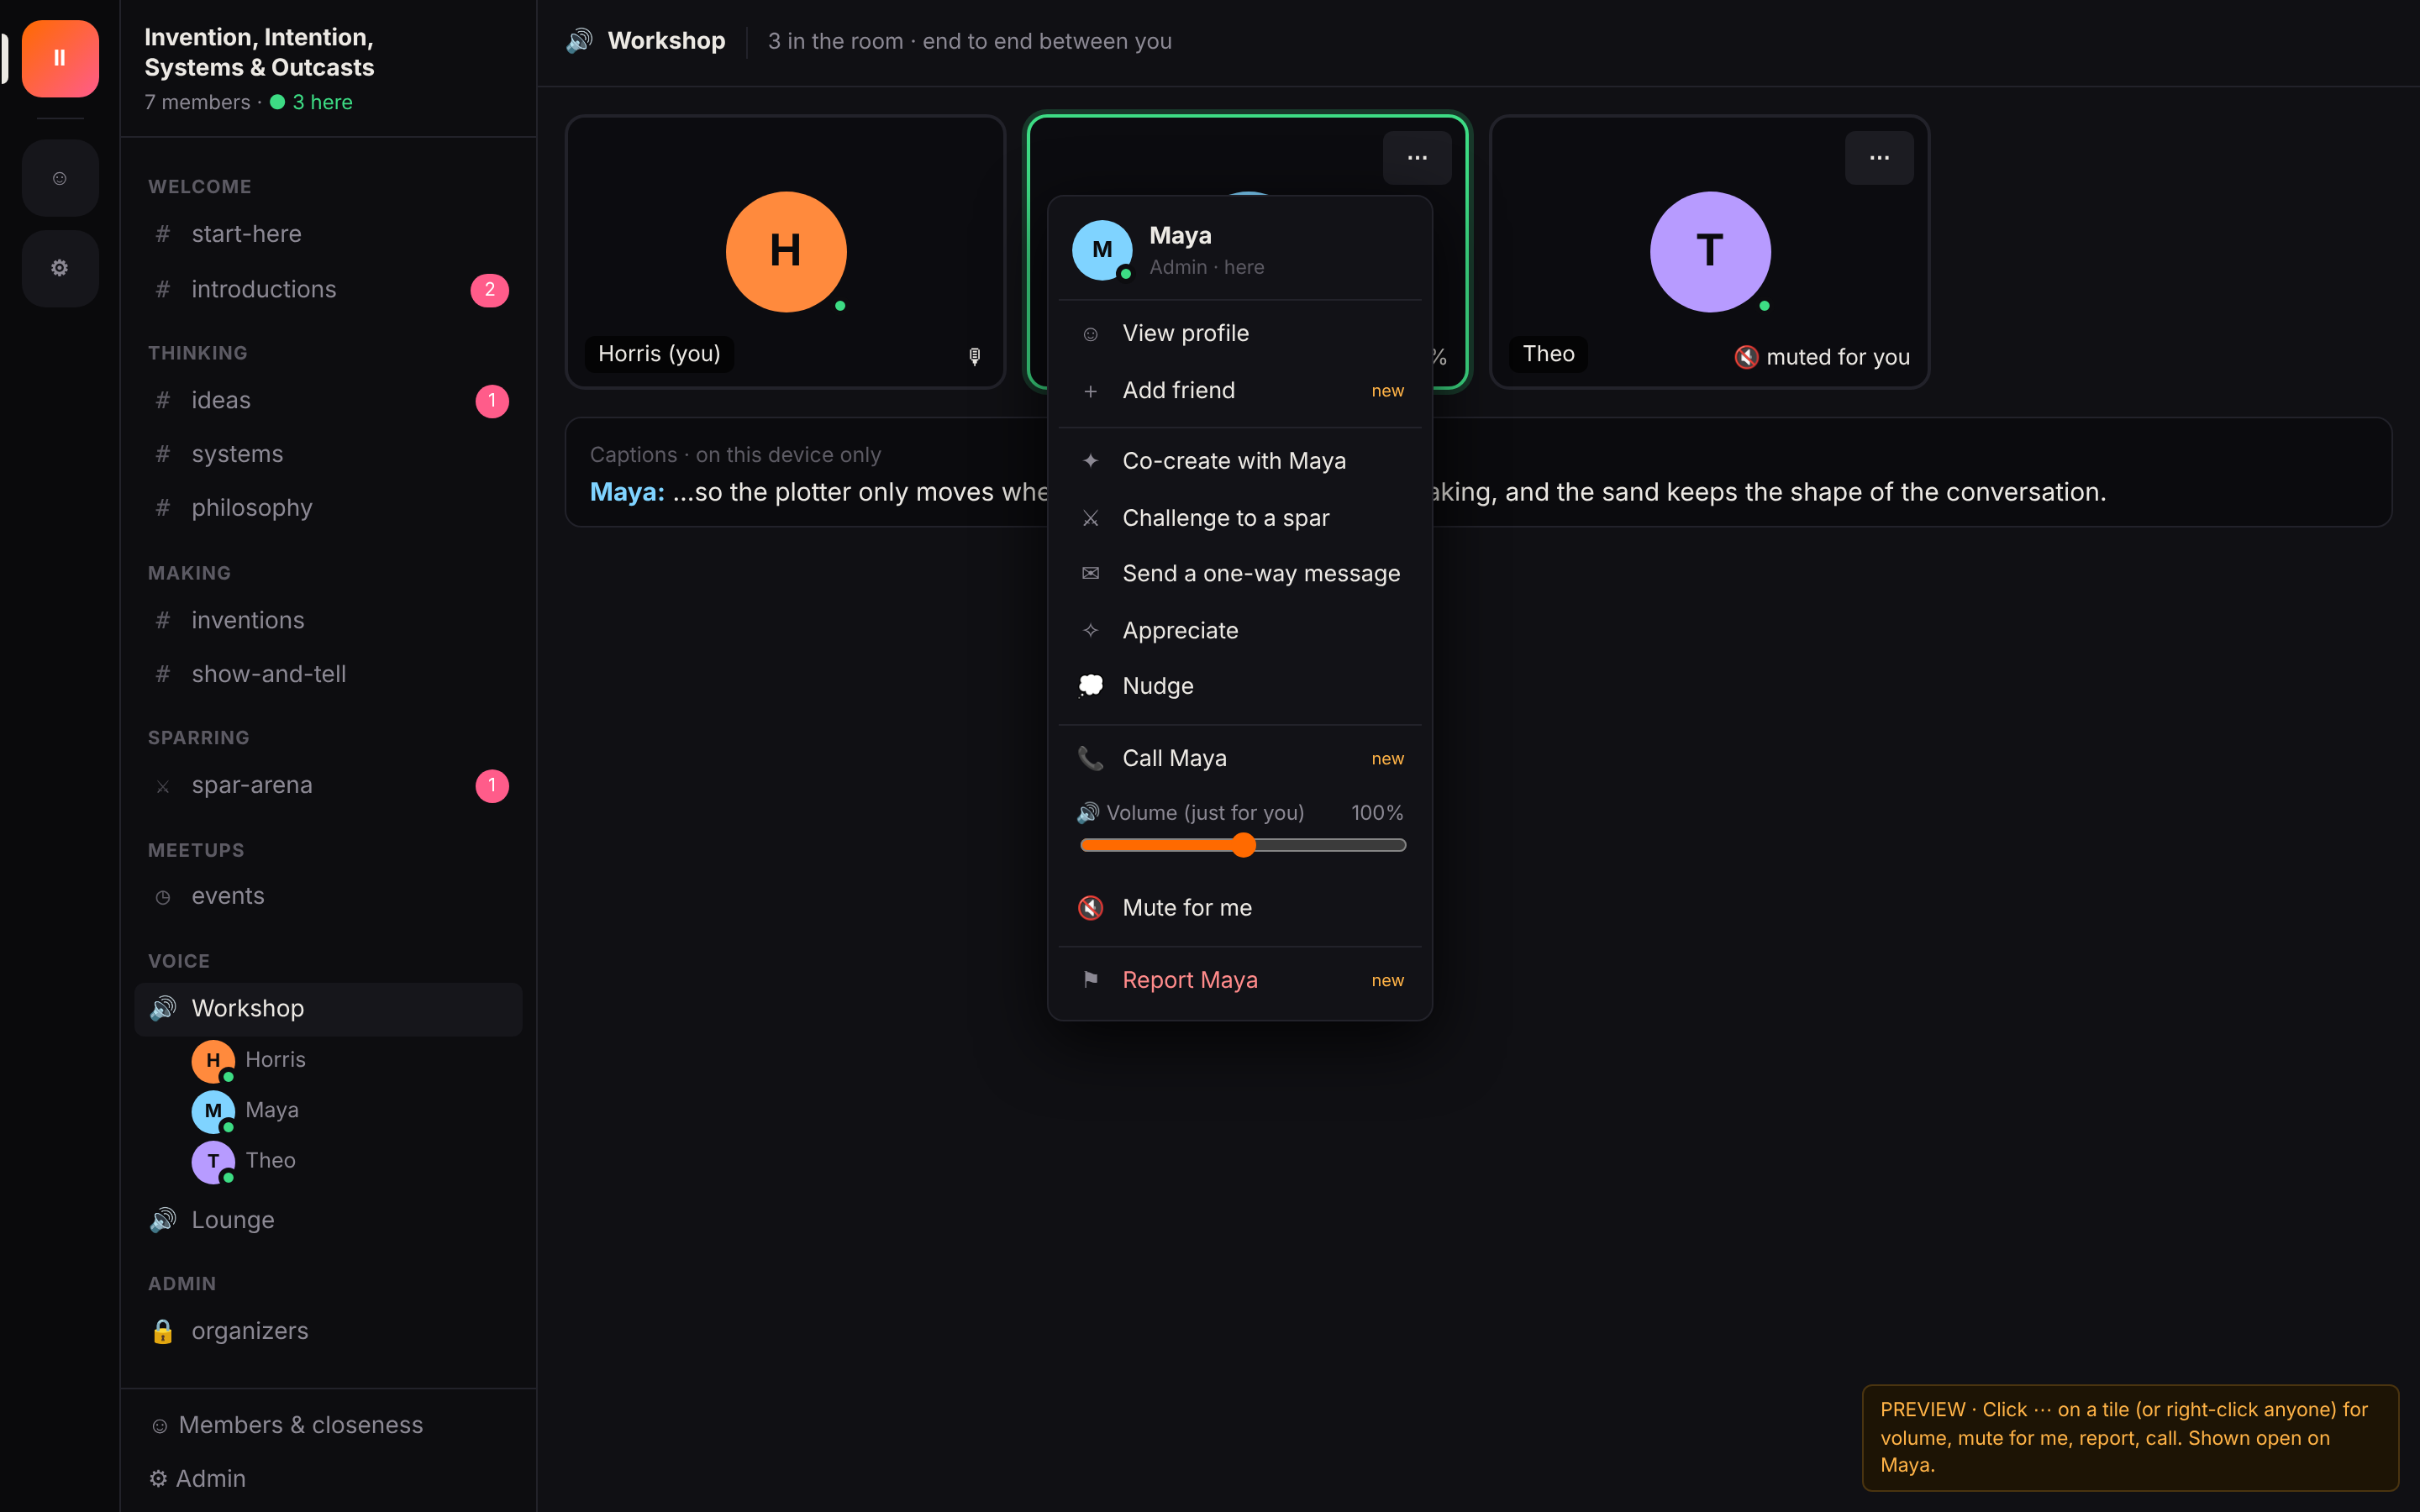 II
Invention, Intention,
Systems & Outcasts
7 members · 3 here
WELCOME
# start-here
# introductions 2
THINKING
# ideas 1
# systems
# philosophy
MAKING
# inventions
# show-and-tell
SPARRING
⚔ spar-arena 1
MEETUPS
◷ events
VOICE
🔊 Workshop
H Horris
M Maya
T Theo
🔊 Lounge
ADMIN
🔒 organizers
☺ Members & closeness
⚙ Admin
🔊 Workshop 3 in the room · end to end between you
H
Horris (you)
···
%
···
T
Theo 🔇 muted for you
Captions · on this device only
Maya: …so the plotter only moves whe
aking, and the sand keeps the shape of the conversation.
M Maya
Admin · here
☺ View profile
+ Add friend new
✦ Co-create with Maya
⚔ Challenge to a spar
✉ Send a one-way message
✧ Appreciate
💭 Nudge
📞 Call Maya new
🔊 Volume (just for you) 100%
🔇 Mute for me
⚑ Report Maya new
PREVIEW · Click ··· on a tile (or right-click anyone) for
volume, mute for me, report, call. Shown open on
Maya.